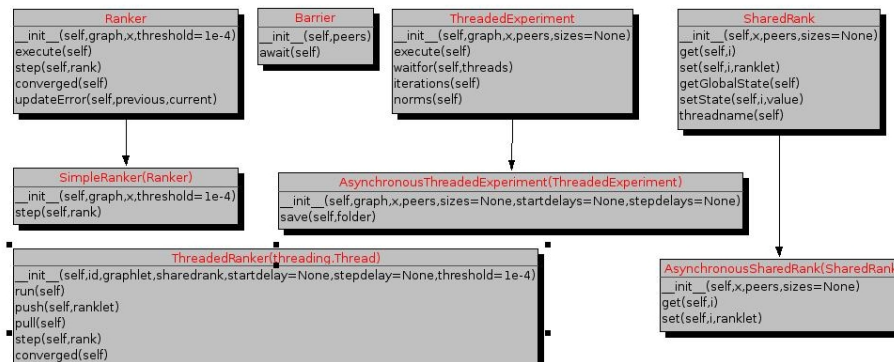 Ranker
__init__(self,graph,x,threshold=1e-4)
execute(self)
step(self,rank)
converged(self)
updateError(self,previous,current)
Barrier
__init__(self,peers)
await(self)
ThreadedExperiment
__init__(self,graph,x,peers,sizes=None)
execute(self)
waitfor(self,threads)
iterations(self)
norms(self)
SharedRank
__init__(self,x,peers,sizes=None)
get(self,i)
set(self,i,ranklet)
getGlobalState(self)
setState(self,i,value)
threadname(self)
SimpleRanker(Ranker)
__init__(self,graph,x,threshold=1e-4)
step(self,rank)
AsynchronousThreadedExperiment(ThreadedExperiment)
__init__(self,graph,x,peers,sizes=None,startdelays=None,stepdelays=None)
save(self,folder)
ThreadedRanker(threading.Thread)
__init__(self,id,graphlet,sharedrank,startdelay=None,stepdelay=None,threshold=1e-4)
run(self)
push(self,ranklet)
pull(self)
step(self,rank)
converged(self)
AsynchronousSharedRank(SharedRank
__init__(self,x,peers,sizes=None)
get(self,i)
set(self,i,ranklet)